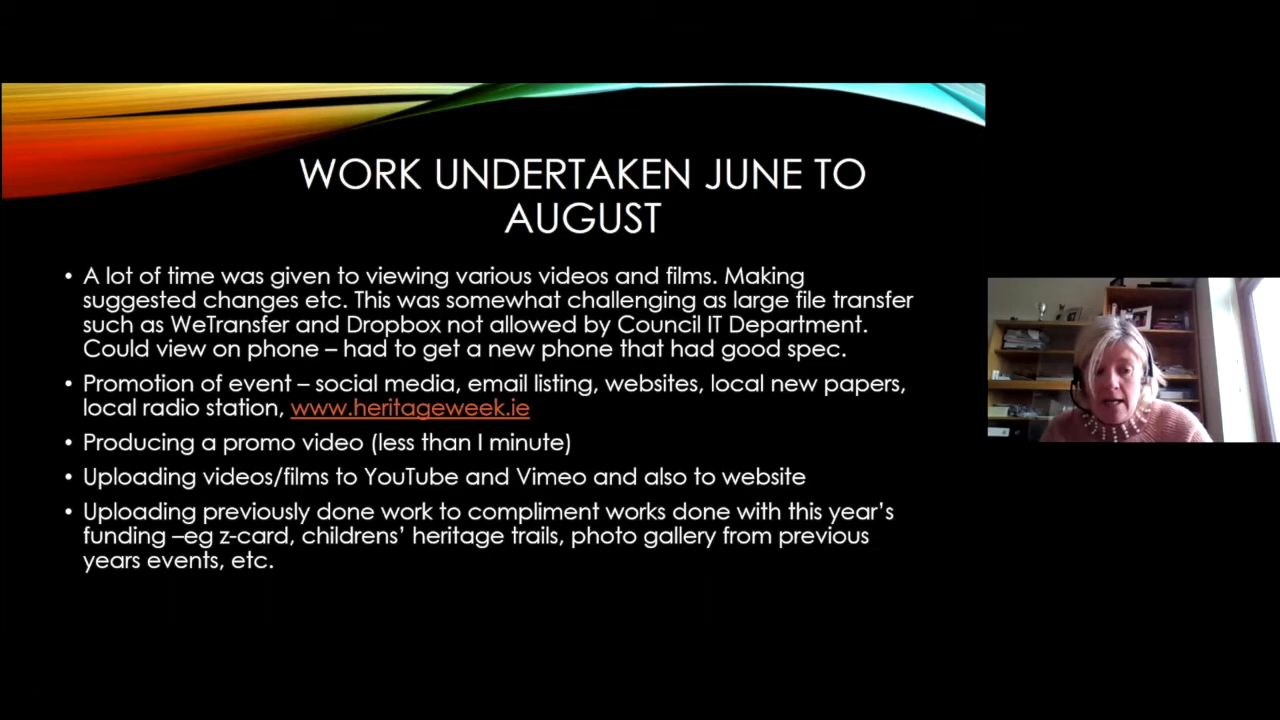 WORK UNDERTAKEN JUNE TO
AUGUST
• A lot of time was given to viewing various videos and films. Making
suggested changes etc. This was somewhat challenging as large file transfer
such as WeTransfer and Dropbox not allowed by Council IT Department.
Could view on phone – had to get a new phone that had good spec.
• Promotion of event – social media, email listing, websites, local new papers,
local radio station, www.heritageweek.ie
• Producing a promo video (less than 1 minute)
• Uploading videos/films to YouTube and Vimeo and also to website
• Uploading previously done work to compliment works done with this year’s
funding –eg z-card, childrens’ heritage trails, photo gallery from previous
years events, etc.